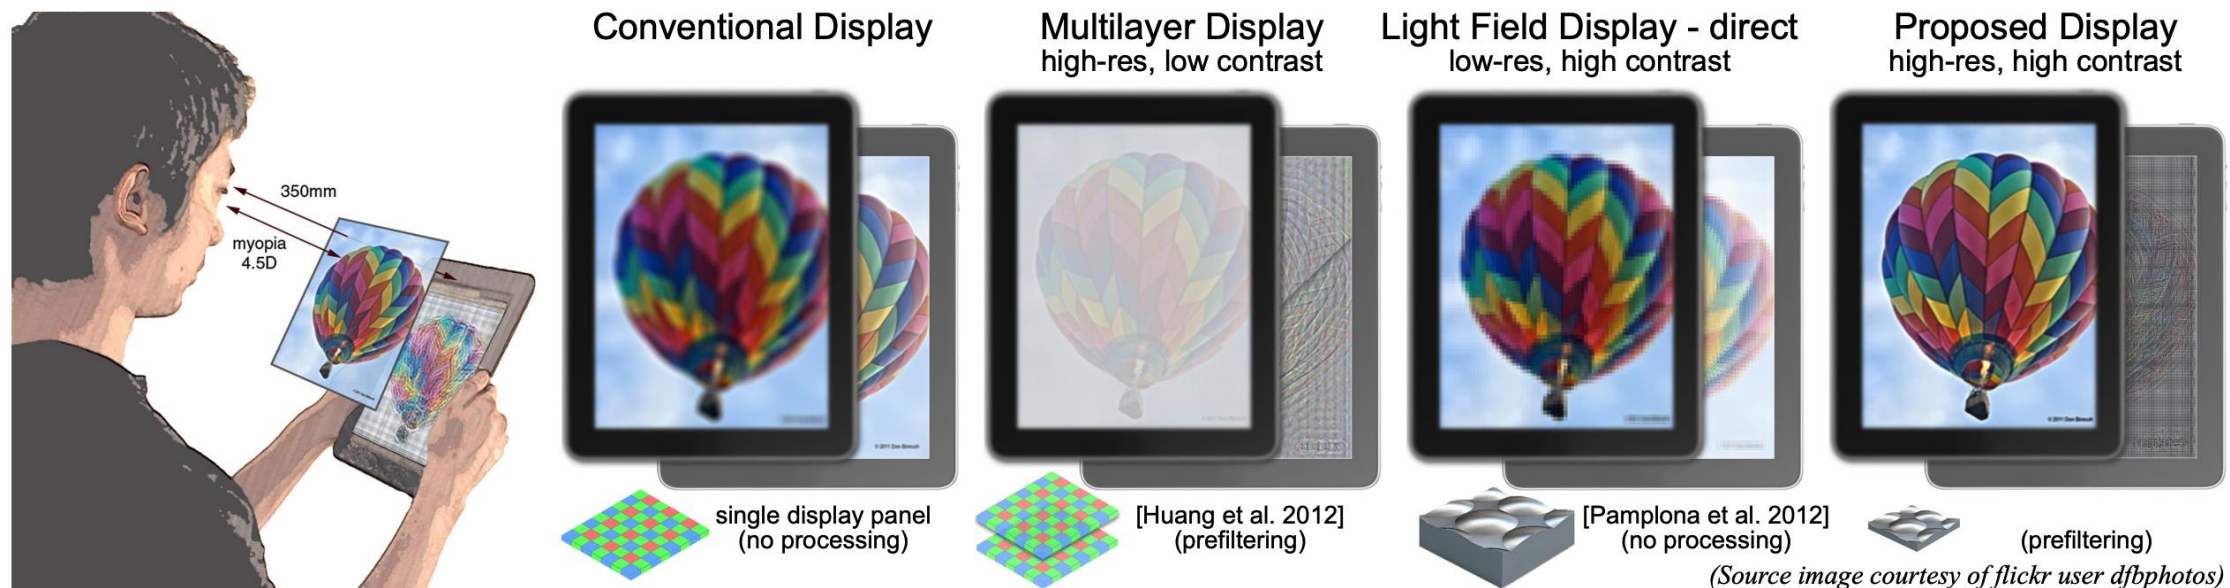 350mm
myopia
4.5D
Conventional Display
single display panel
(no processing)
Multilayer Display
high-res, low contrast
[Huang et al. 2012]
(prefiltering)
Light Field Display - direct
low-res, high contrast
[Pamplona et al. 2012]
(no processing)
Proposed Display
high-res, high contrast
(prefiltering)
(Source image courtesy of flickr user dfbphotos)